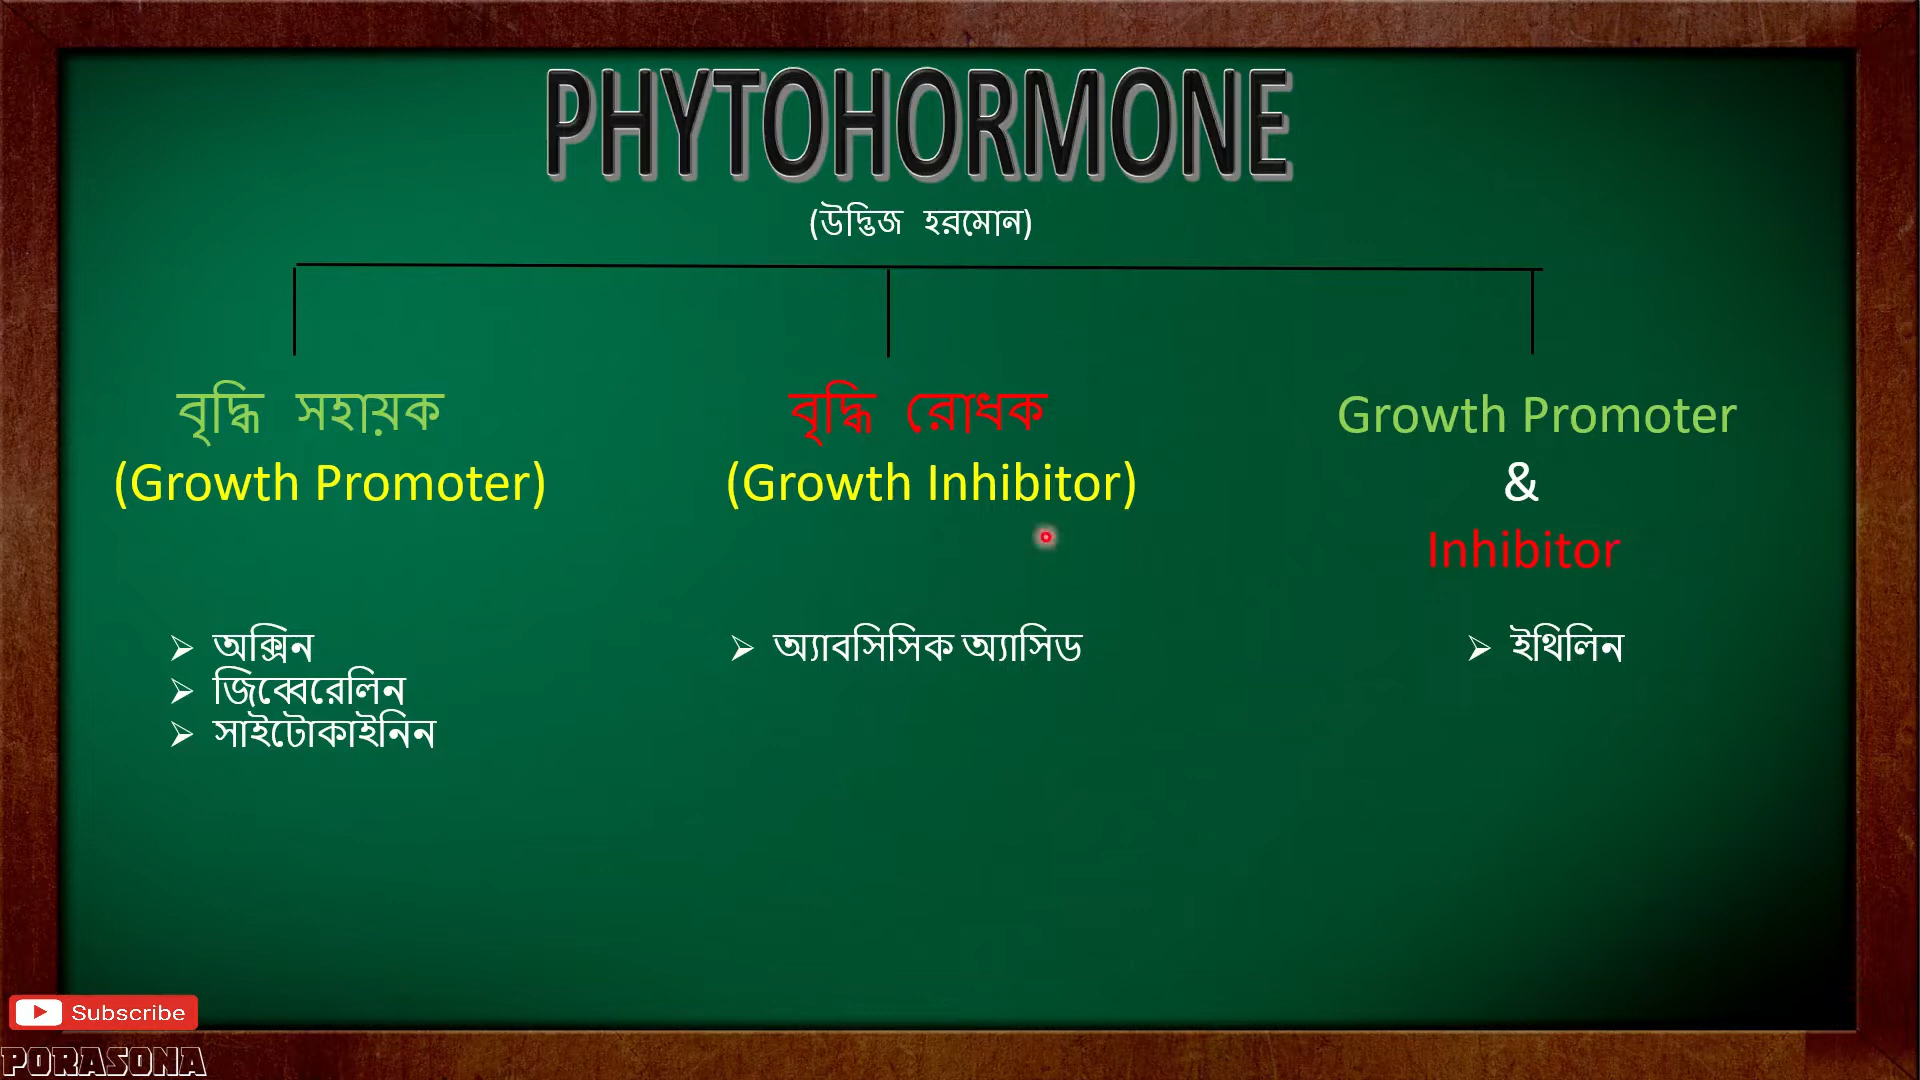 PHYTOHORMONE
(উদ্ভিজ হরমোন)
বৃদ্ধি সহায়ক
(Growth Promoter)
➢ অক্সিন
➢ জিব্বেরেলিন
➢ সাইটোকাইনিন
বৃদ্ধি রোধক
(Growth Inhibitor)
➢ অ্যাবসিসিক অ্যাসিড
Growth Promoter
&
Inhibitor
➢ ইথিলিন
Subscribe
PORASONA